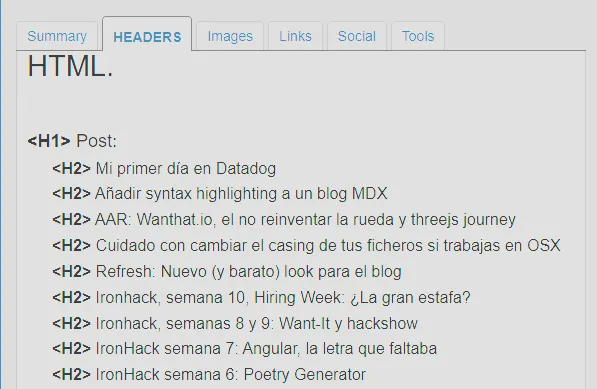 Summary HEADERS Images Links Social Tools
HTML.
<H1> Post:
<H2> Mi primer día en Datadog
<H2> Añadir syntax highlighting a un blog MDX
<H2> AAR: Wanthat.io, el no reinventar la rueda y threejs journey
<H2> Cuidado con cambiar el casing de tus ficheros si trabajas en OSX
<H2> Refresh: Nuevo (y barato) look para el blog
<H2> Ironhack, semana 10, Hiring Week: ¿La gran estafa?
<H2> Ironhack, semanas 8 y 9: Want-It y hackshow
<H2> IronHack semana 7: Angular, la letra que faltaba
<H2> IronHack semana 6: Poetry Generator